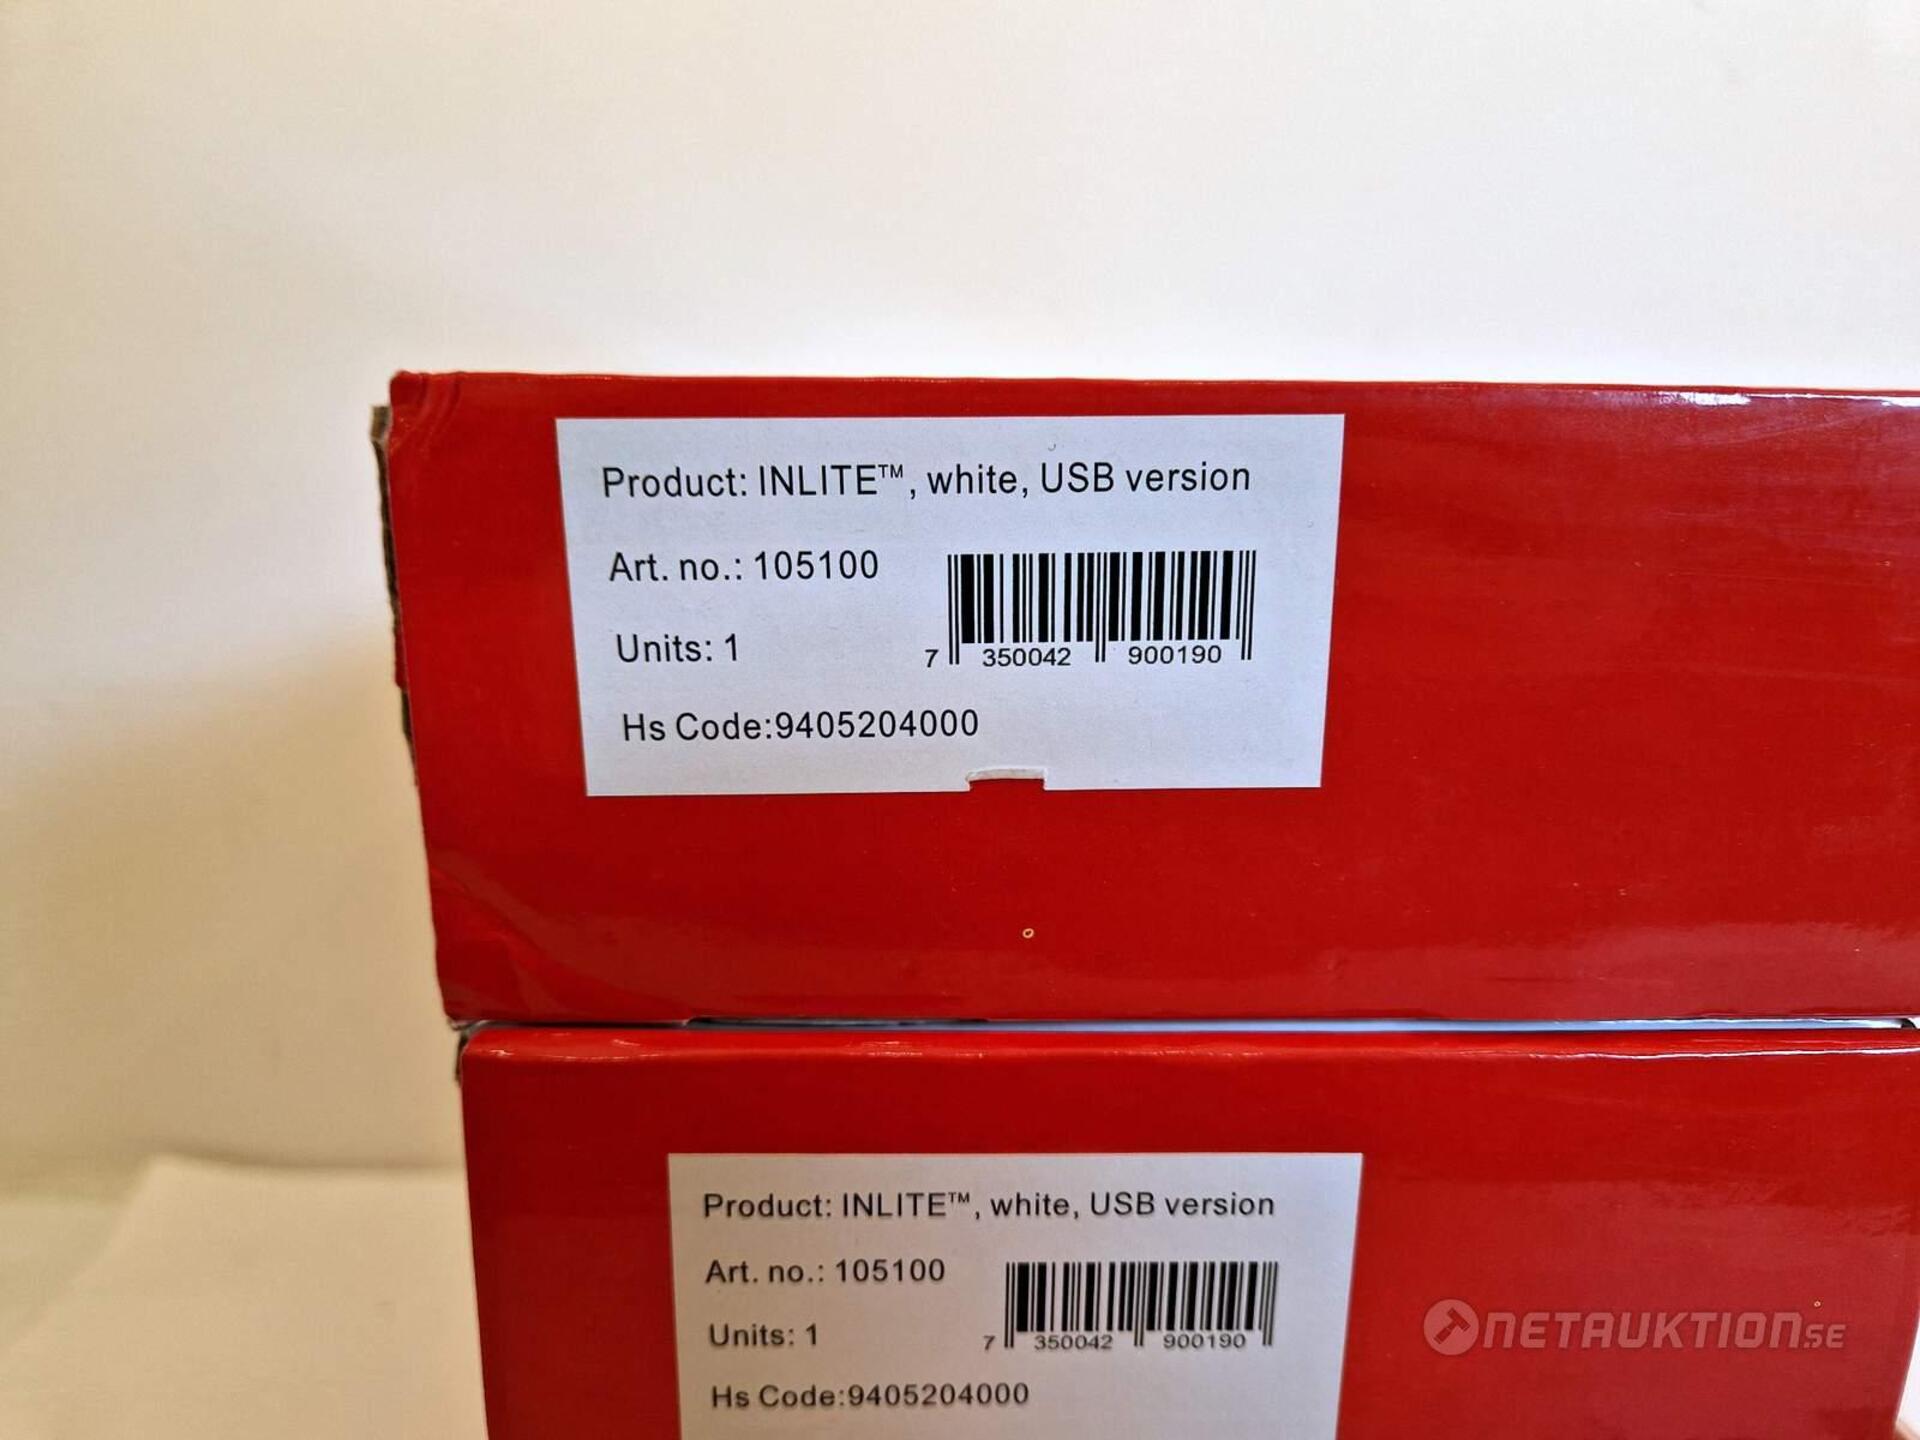 Product: INLITE™, white, USB version
Art. no.: 105100
Units: 1
7 350042 900190
Hs Code:9405204000
Product: INLITE™, white, USB version
Art. no.: 105100
Units: 1
7 350042 900190
Hs Code:9405204000
NETAUKTION.SE